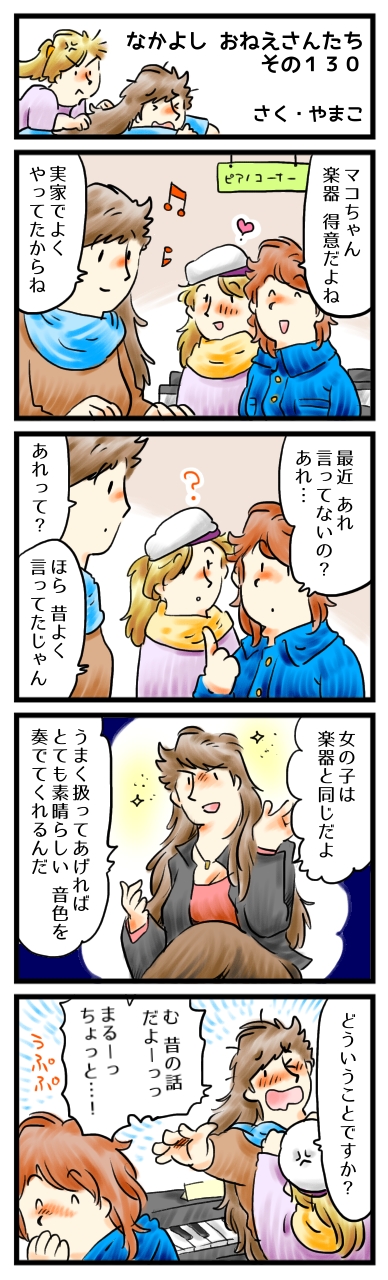 なかよし おねえさんたち
その130
さく・やまこ
ピアノコーナー
マコちゃん
楽器 得意だよね
実家でよく
やってたからね
最近 あれ
言ってないの？
あれ…
？
あれって？
ほら 昔よく
言ってたじゃん
女の子は
楽器と同じだよ
うまく扱ってあげれば
とても素晴らしい 音色を
奏でてくれるんだ
どういうことですか？
む 昔の話
だよーっっ
まるーっ
ちょっと…！
うぷぷ